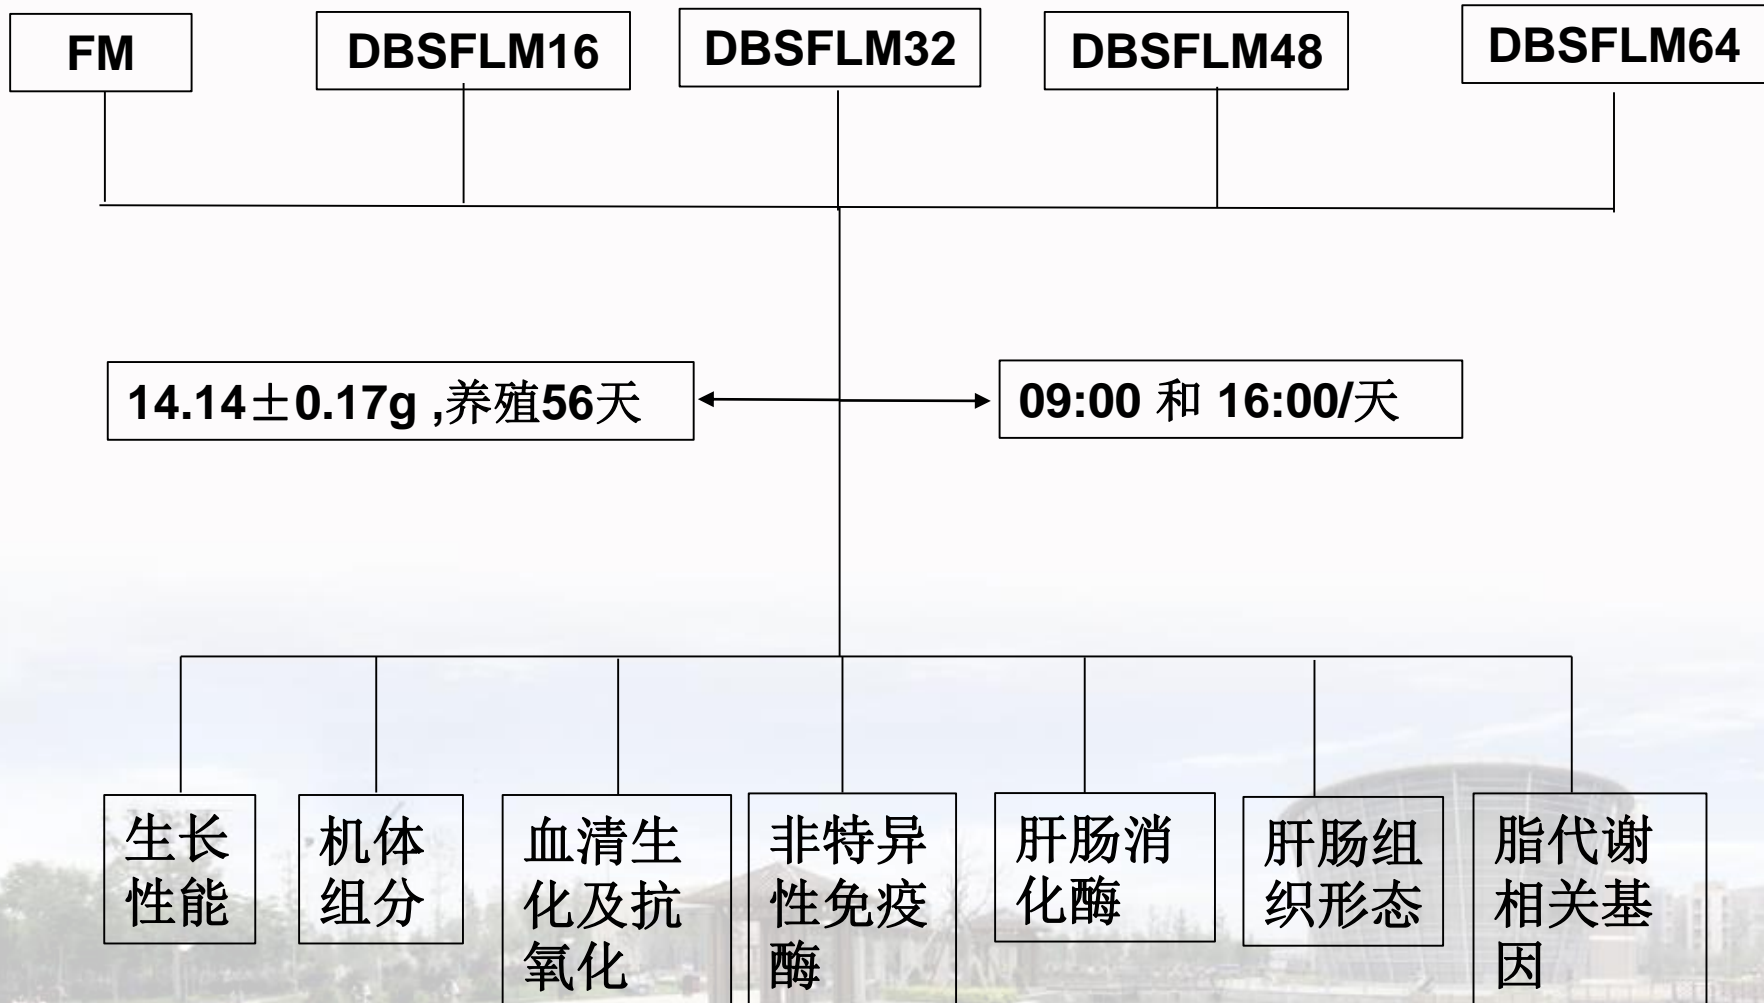 FM
DBSFLM16
DBSFLM32
DBSFLM48
DBSFLM64
14.14±0.17g ,养殖56天
09:00 和 16:00/天
生长
性能
机体
组分
血清生
化及抗
氧化
非特异
性免疫
酶
肝肠消
化酶
肝肠组
织形态
脂代谢
相关基
因